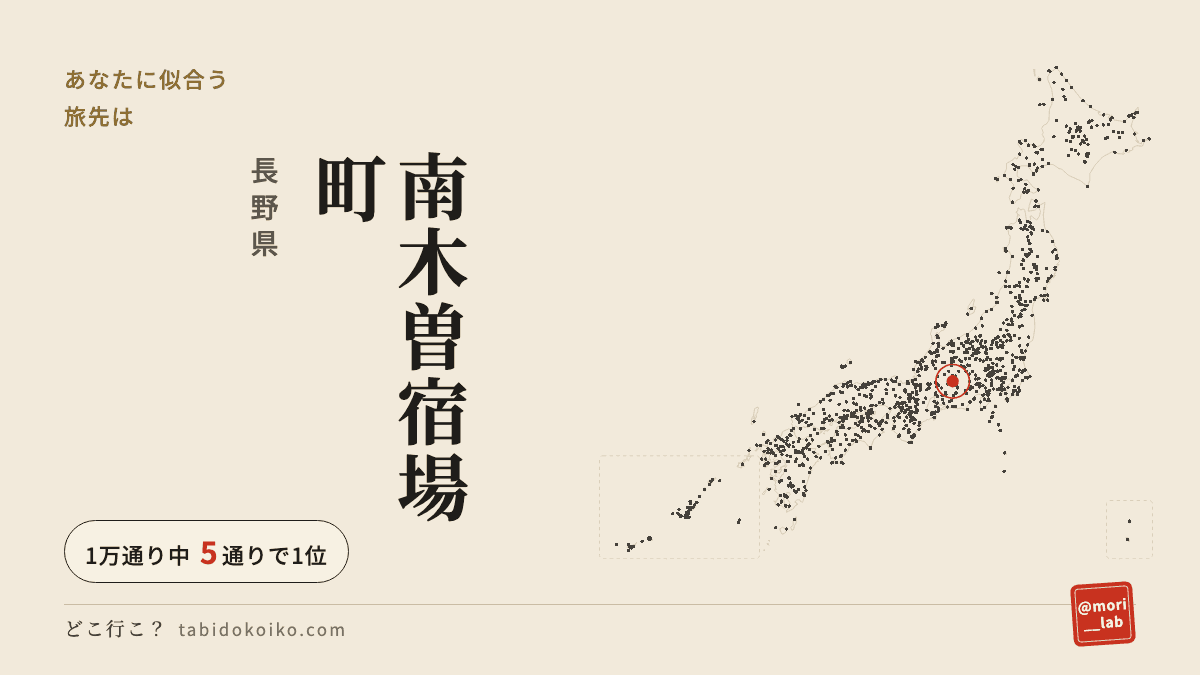 あなたに似合う
旅先は
南木曽宿場
町
長野県
1万通り中 5通りで1位
どこ行こ？ tabidokoiko.com
@mori
__lab